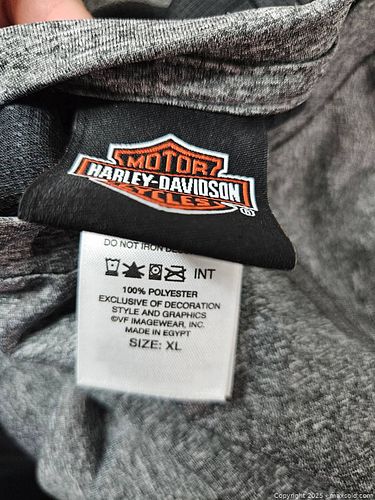 MOTOR
HARLEY-DAVIDSON
CYCLES
®
DO NOT IRON
INT
100% POLYESTER
EXCLUSIVE OF DECORATION
STYLE AND GRAPHICS
©VF IMAGEWEAR, INC.
MADE IN EGYPT
SIZE: XL
Copyright © 2025 - maxsold.com